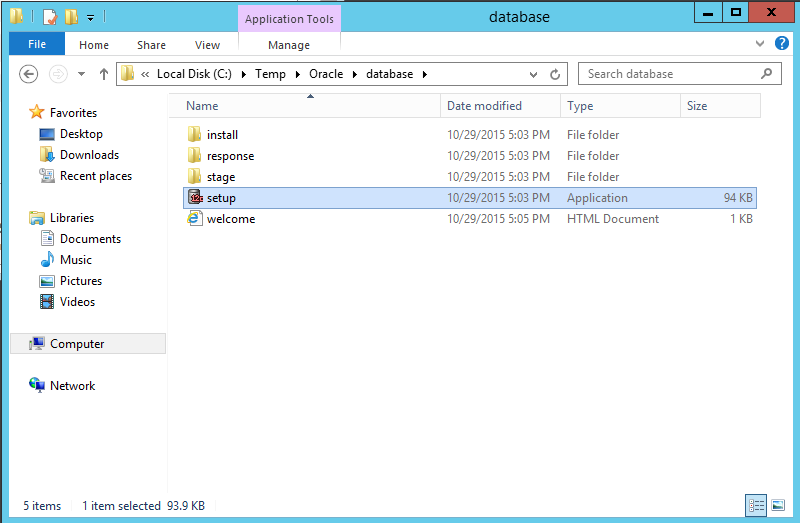 Application Tools
database
File
Home
Share
View
Manage
Local Disk (C:)
Temp
Oracle
database
Search database
Favorites
Desktop
Downloads
Recent places
Libraries
Documents
Music
Pictures
Videos
Computer
Network
Name
Date modified
Type
Size
install 10/29/2015 5:03 PM File folder
response 10/29/2015 5:03 PM File folder
stage 10/29/2015 5:03 PM File folder
setup 10/29/2015 5:03 PM Application 94 KB
welcome 10/29/2015 5:05 PM HTML Document 1 KB
5 items 1 item selected 93.9 KB